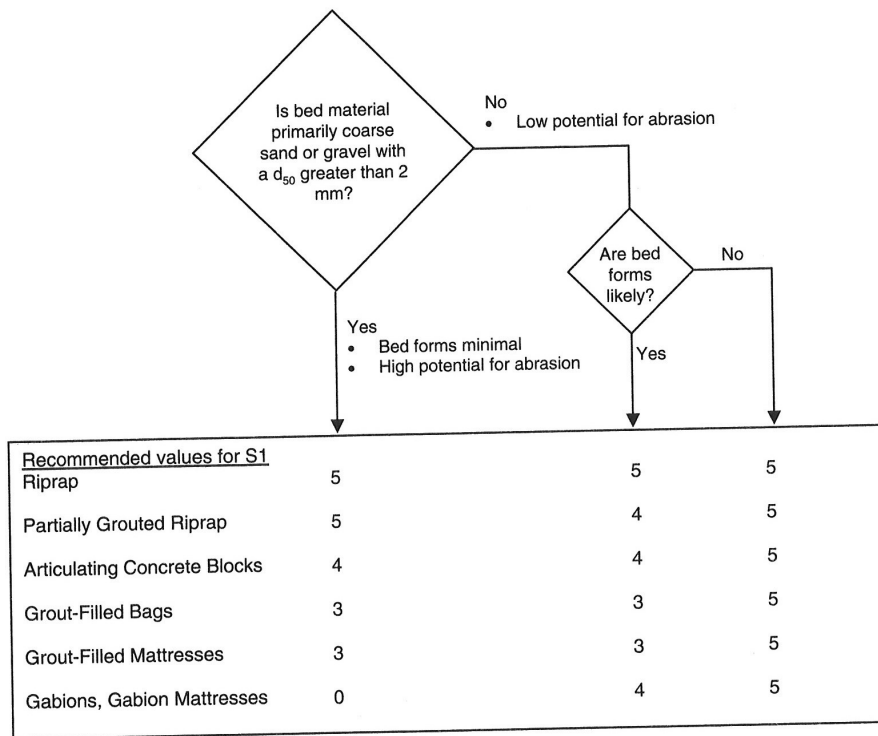 Is bed material
primarily coarse
sand or gravel with
a d50 greater than 2
mm?
No
• Low potential for abrasion
Are bed
forms
likely?
No
Yes
• Bed forms minimal
• High potential for abrasion
Yes
Recommended values for S1
Riprap 5 5 5
Partially Grouted Riprap 5 4 5
Articulating Concrete Blocks 4 4 5
Grout-Filled Bags 3 3 5
Grout-Filled Mattresses 3 3 5
Gabions, Gabion Mattresses 0 4 5